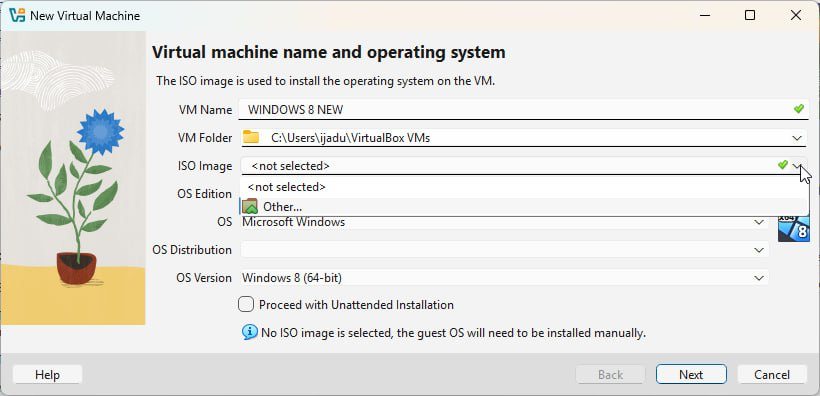 New Virtual Machine
Virtual machine name and operating system
The ISO image is used to install the operating system on the VM.
VM Name WINDOWS 8 NEW
VM Folder C:\Users\ijadu\VirtualBox VMs
ISO Image <not selected>
<not selected>
OS Edition
Other...
OS Microsoft Windows
x64
8
OS Distribution
OS Version Windows 8 (64-bit)
Proceed with Unattended Installation
No ISO image is selected, the guest OS will need to be installed manually.
Help Back Next Cancel